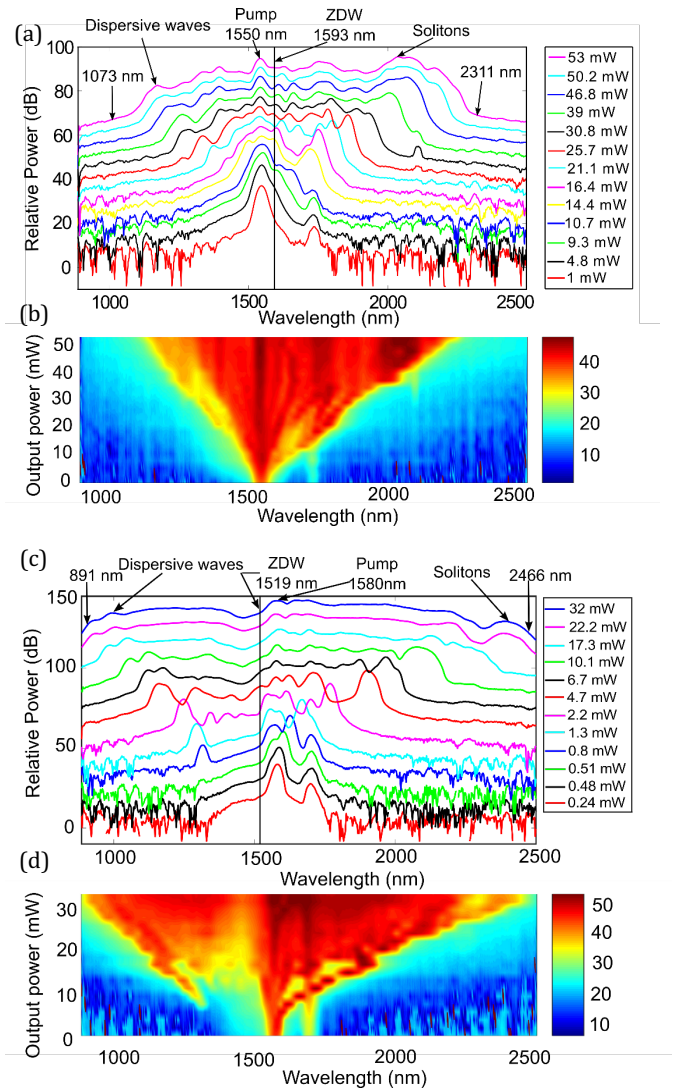 (a)
Dispersive waves
Pump
1550 nm
ZDW
1593 nm
Solitons
1073 nm
2311 nm
100
80
60
40
20
0
Relative Power (dB)
1000
1500
2000
2500
Wavelength (nm)
53 mW
50.2 mW
46.8 mW
39 mW
30.8 mW
25.7 mW
21.1 mW
16.4 mW
14.4 mW
10.7 mW
9.3 mW
4.8 mW
1 mW
(b)
Output power (mW)
50
40
30
20
10
0
1000
1500
2000
2500
Wavelength (nm)
40
30
20
10
(c)
Dispersive waves
891 nm
ZDW
1519 nm
Pump
1580nm
Solitons
2466 nm
150
100
50
0
Relative Power (dB)
1000
1500
2000
2500
Wavelength (nm)
32 mW
22.2 mW
17.3 mW
10.1 mW
6.7 mW
4.7 mW
2.2 mW
1.3 mW
0.8 mW
0.51 mW
0.48 mW
0.24 mW
(d)
Output power (mW)
30
20
10
0
1000
1500
2000
2500
Wavelength (nm)
50
40
30
20
10